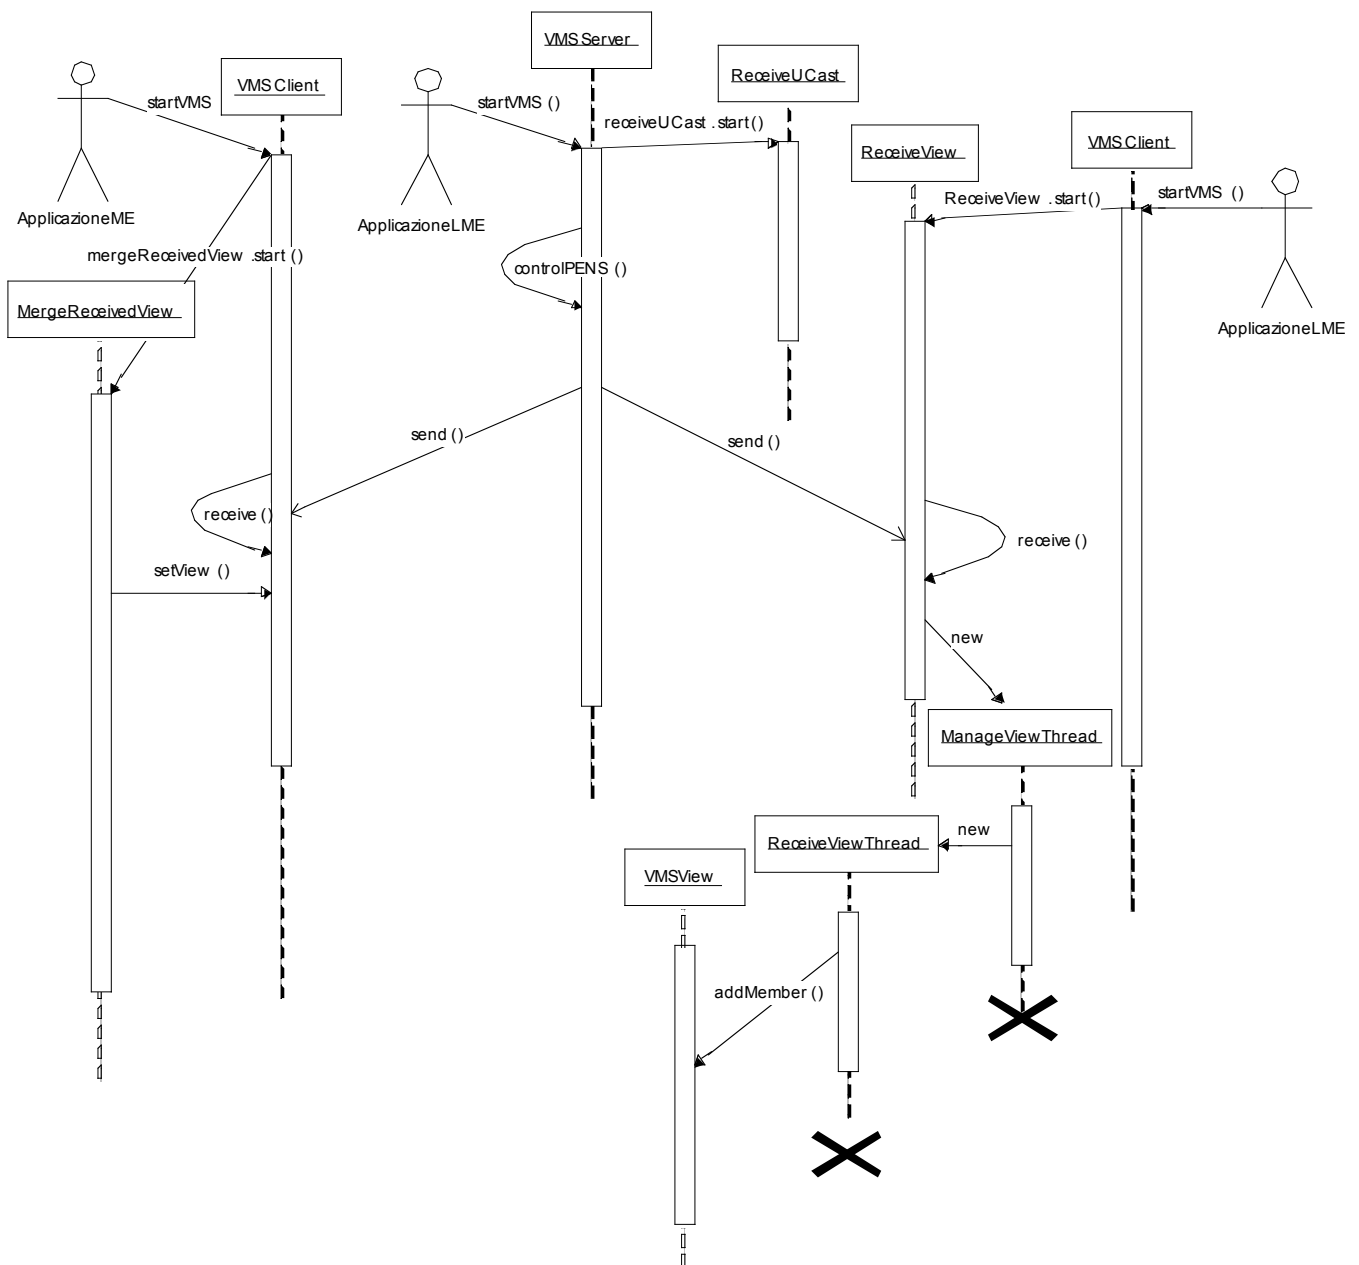 VMSServer
ReceiveUCast
VMSClient
startVMS
startVMS ()
receiveUCast .start()
ReceiveView
VMSClient
ApplicazioneME
ApplicazioneLME
ReceiveView .start()
startVMS ()
mergeReceivedView .start ()
controlPENS ()
MergeReceivedView
ApplicazioneLME
send ()
send ()
receive ()
receive ()
setView ()
new
ManageViewThread
new
ReceiveViewThread
VMSView
addMember ()